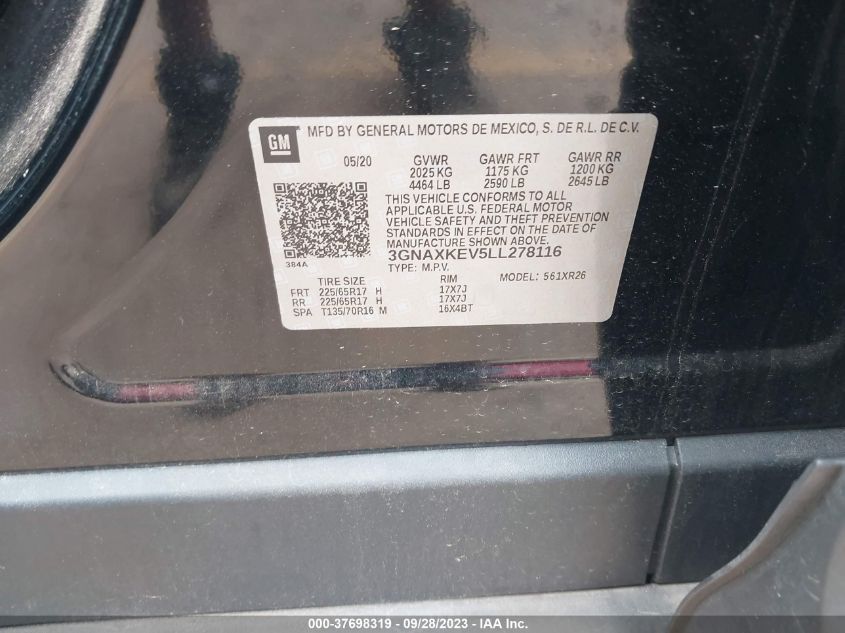 GM MFD BY GENERAL MOTORS DE MEXICO, S. DE R.L. DE C.V.
05/20 GVWR GAWR FRT GAWR RR
2025 KG 1175 KG 1200 KG
4464 LB 2590 LB 2645 LB
THIS VEHICLE CONFORMS TO ALL
APPLICABLE U.S. FEDERAL MOTOR
VEHICLE SAFETY AND THEFT PREVENTION
STANDARDS IN EFFECT ON THE DATE OF
MANUFACTURE SHOWN ABOVE.
384A 3GNAXKEV5LL278116
TYPE: M.P.V. MODEL: 561XR26
TIRE SIZE RIM
FRT 225/65R17 H 17X7J
RR 225/65R17 H 17X7J
SPA T135/70R16 M 16X4BT
000-37698319 - 09/28/2023 - IAA Inc.